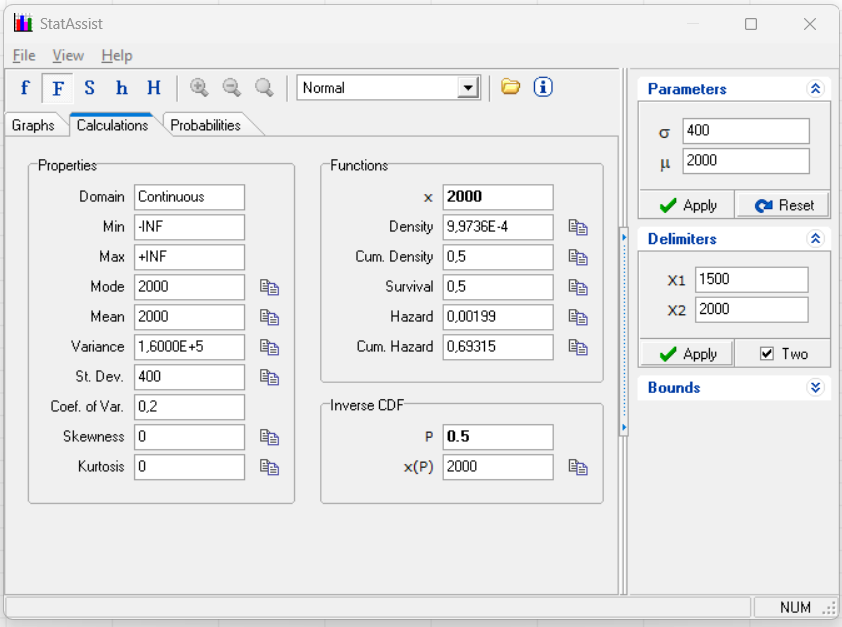 StatAssist
File View Help
f F S h H Normal
Graphs Calculations Probabilities
Properties
Domain Continuous
Min -INF
Max +INF
Mode 2000
Mean 2000
Variance 1,6000E+5
St. Dev. 400
Coef. of Var. 0,2
Skewness 0
Kurtosis 0
Functions
x 2000
Density 9,9736E-4
Cum. Density 0,5
Survival 0,5
Hazard 0,00199
Cum. Hazard 0,69315
Inverse CDF
P 0.5
x(P) 2000
Parameters
σ 400
μ 2000
Apply Reset
Delimiters
X1 1500
X2 2000
Apply Two
Bounds
NUM